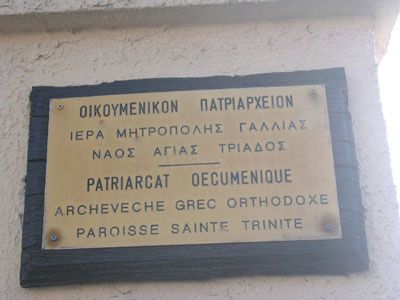 ΟΙΚΟΥΜΕΝΙΚΟΝ ΠΑΤΡΙΑΡΧΕΙΟΝ
ΙΕΡΑ ΜΗΤΡΟΠΟΛΗΣ ΓΑΛΛΙΑΣ
ΝΑΟΣ ΑΓΙΑΣ ΤΡΙΑΔΟΣ
PATRIARCAT OECUMENIQUE
ARCHEVECHE GREC ORTHODOXE
PAROISSE SAINTE TRINITE